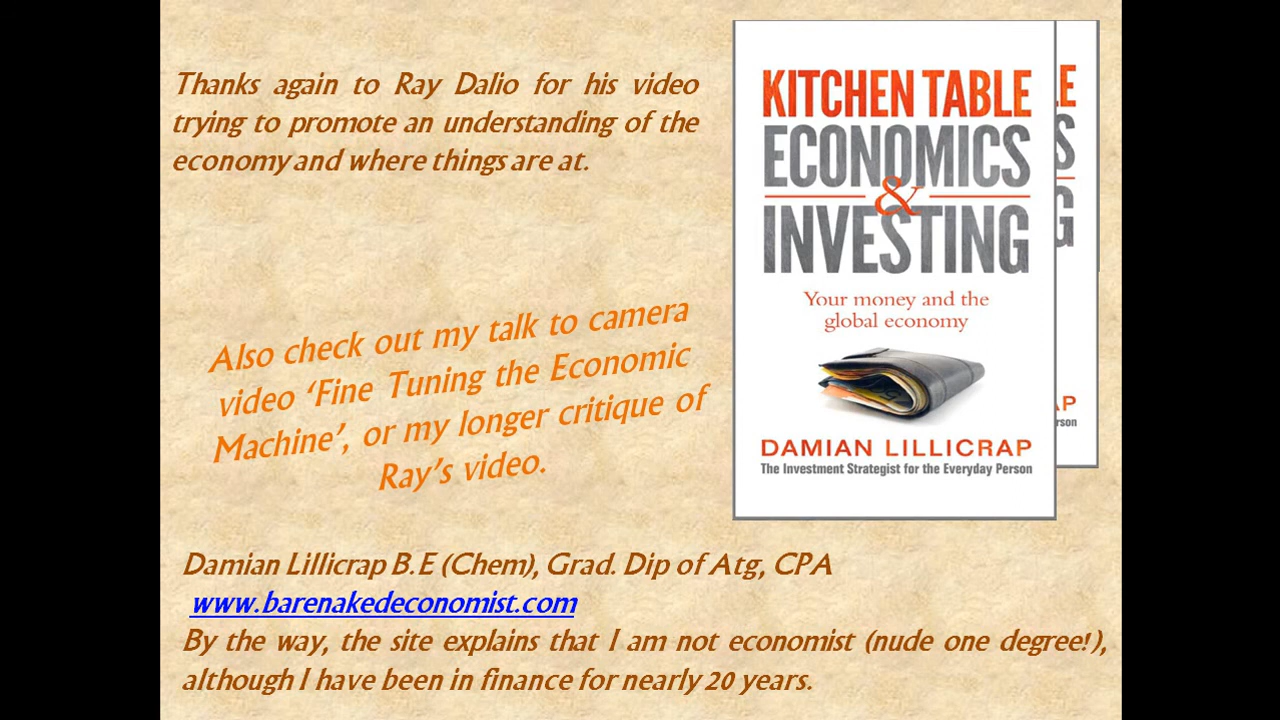 Thanks again to Ray Dalio for his video
trying to promote an understanding of the
economy and where things are at.
Also check out my talk to camera
video ‘Fine Tuning the Economic
Machine’, or my longer critique of
Ray’s video.
KITCHEN TABLE
ECONOMICS
&
INVESTING
Your money and the
global economy
DAMIAN LILLICRAP
The Investment Strategist for the Everyday Person
LE
S
G
AP
rson
Damian Lillicrap B.E (Chem), Grad. Dip of Atg, CPA
www.barenakedeconomist.com
By the way, the site explains that I am not economist (nude one degree!),
although I have been in finance for nearly 20 years.